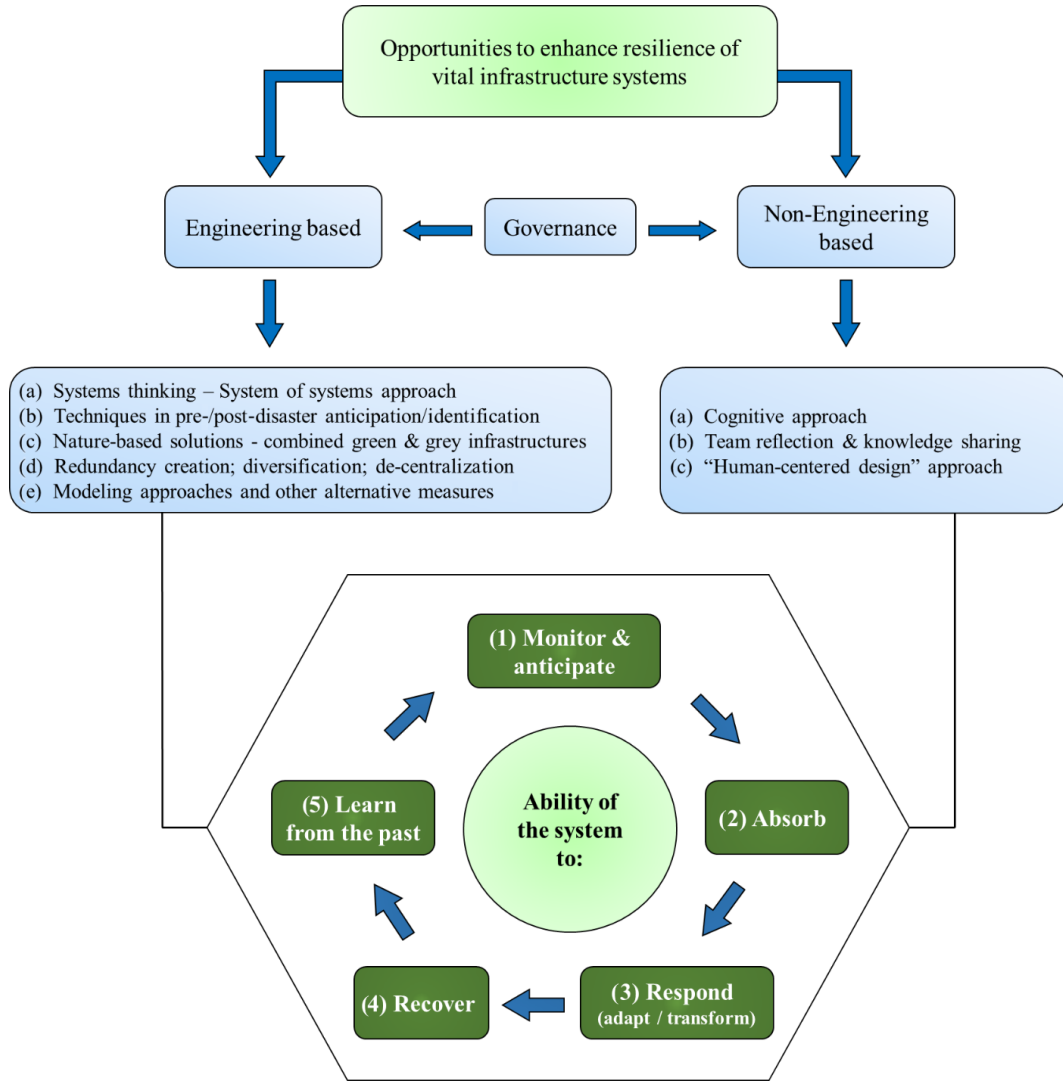 Opportunities to enhance resilience of
vital infrastructure systems
Engineering based
Governance
Non-Engineering
based
(a) Systems thinking – System of systems approach
(b) Techniques in pre-/post-disaster anticipation/identification
(c) Nature-based solutions - combined green & grey infrastructures
(d) Redundancy creation; diversification; de-centralization
(e) Modeling approaches and other alternative measures
(a) Cognitive approach
(b) Team reflection & knowledge sharing
(c) “Human-centered design” approach
(1) Monitor &
anticipate
(2) Absorb
(3) Respond
(adapt / transform)
(4) Recover
(5) Learn
from the past
Ability of
the system
to: